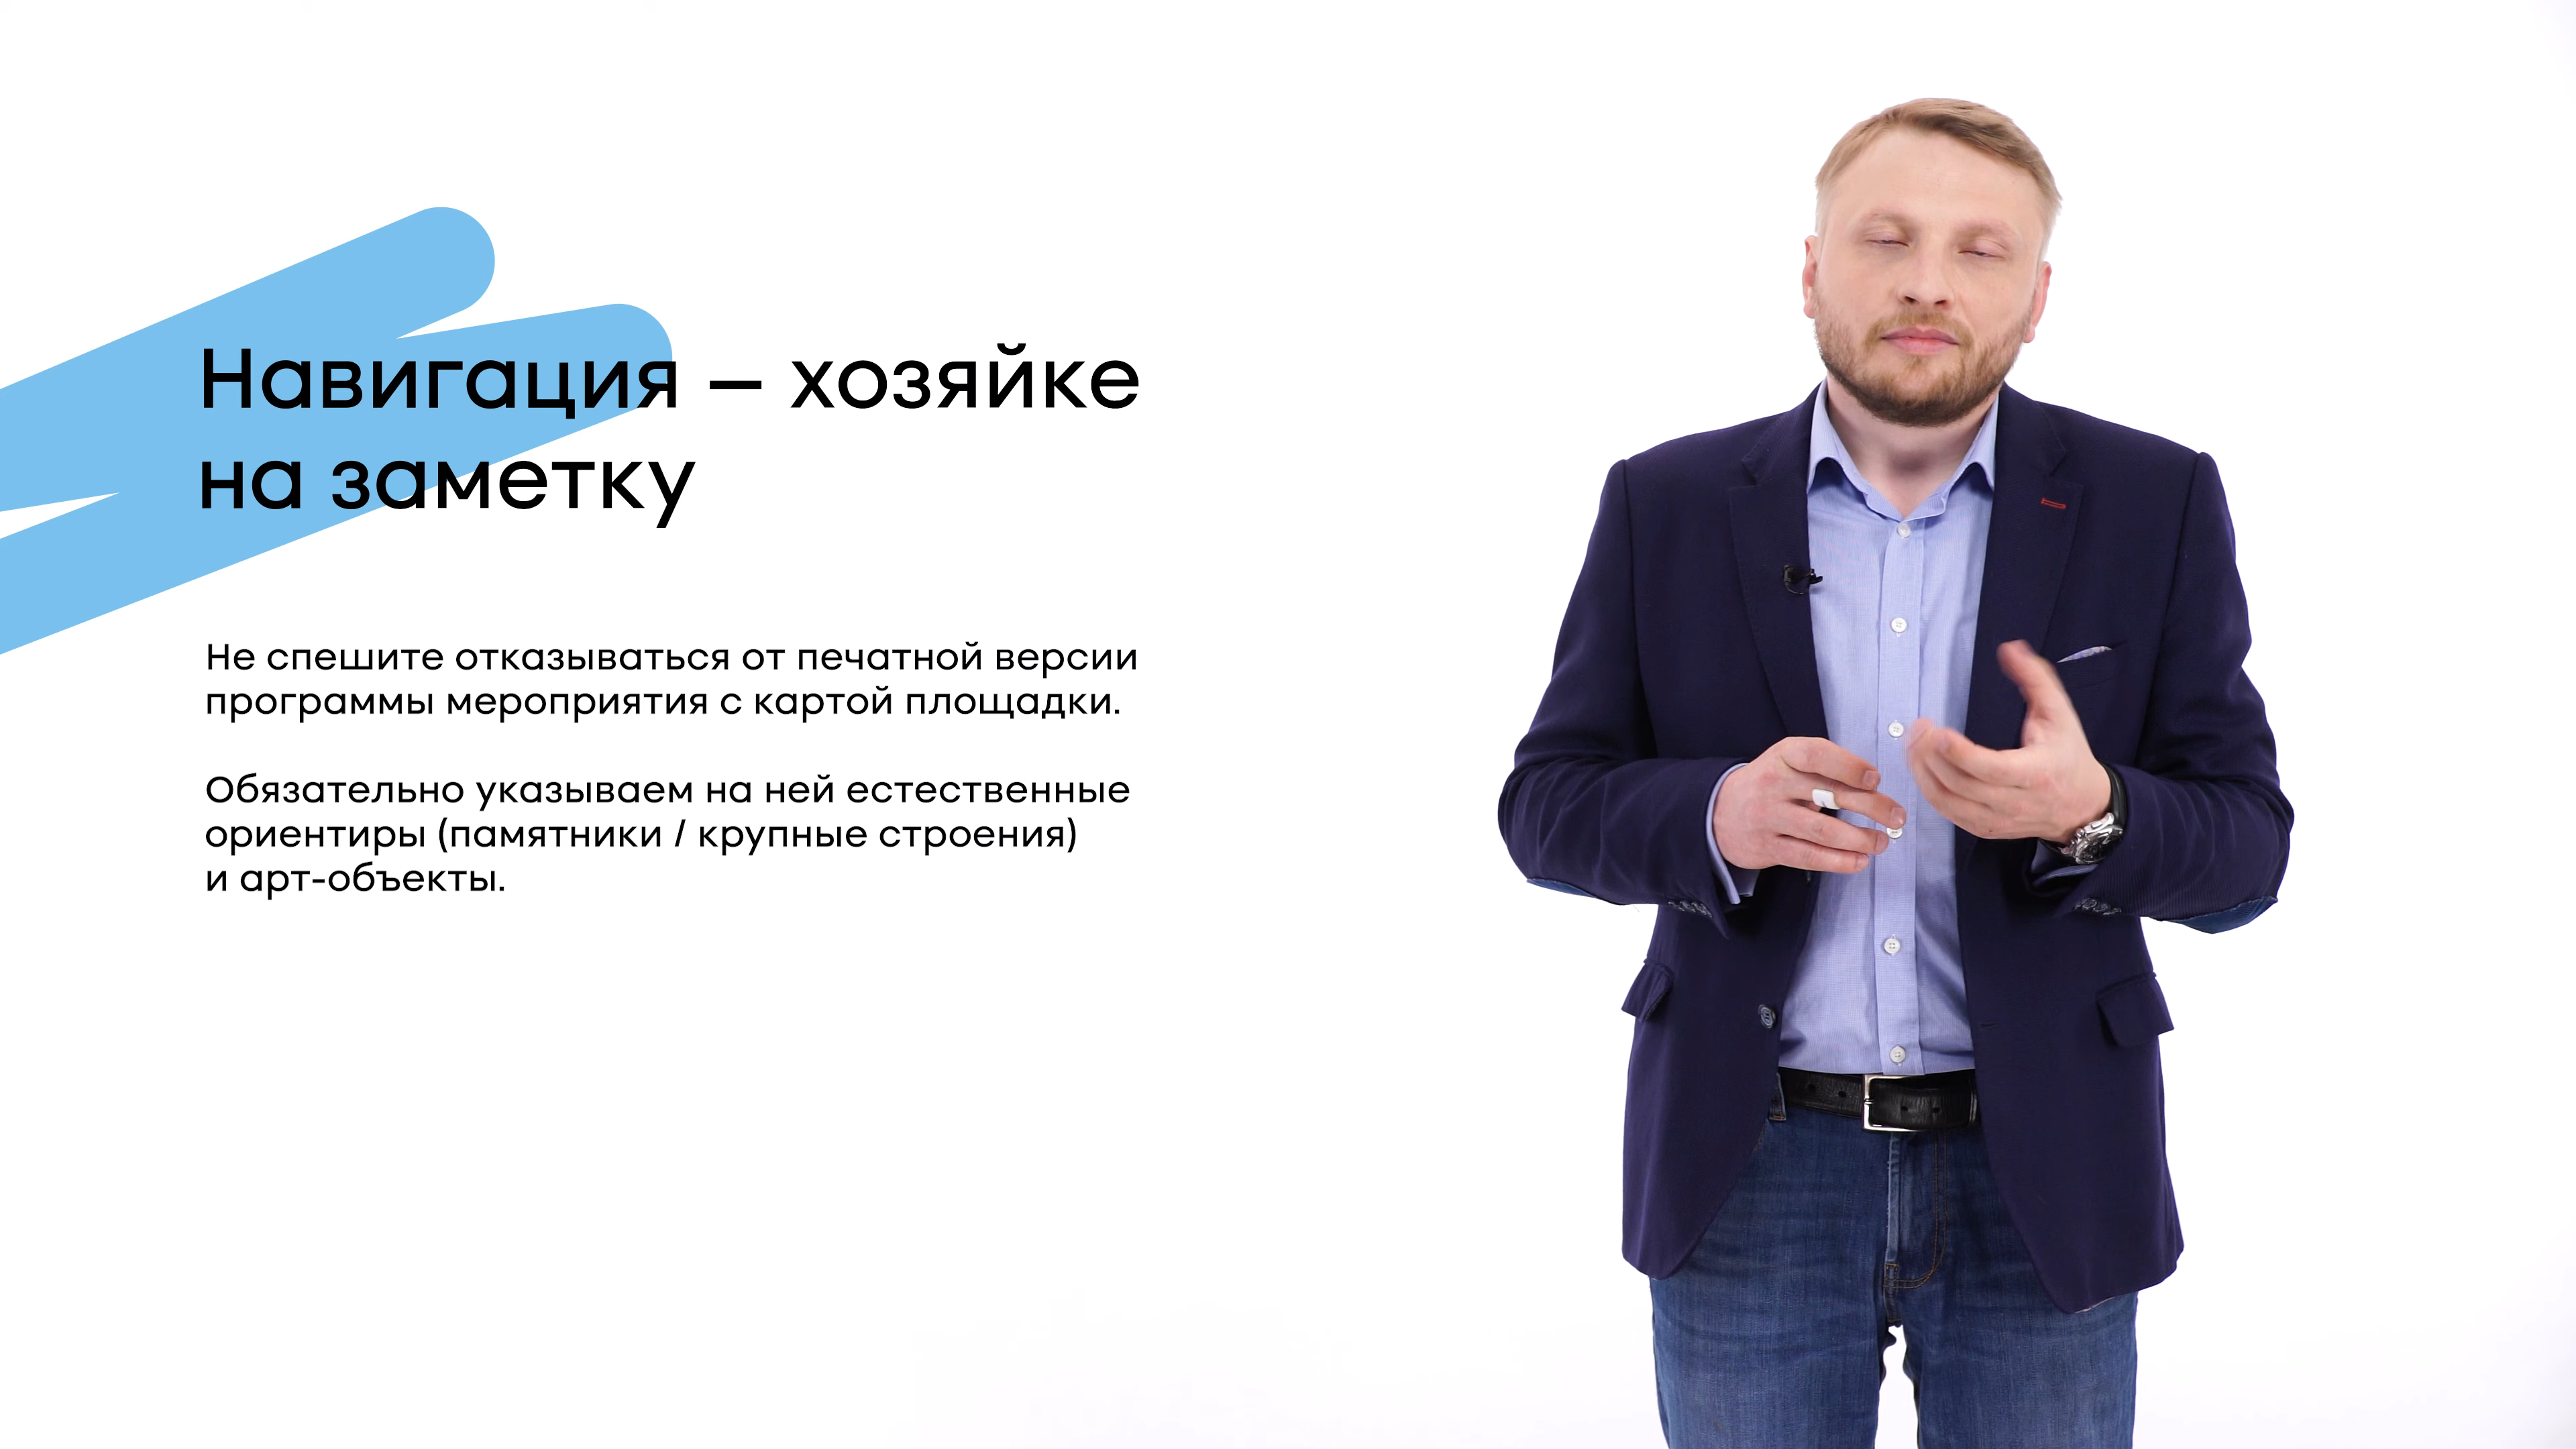 Навигация — хозяйке
на заметку
Не спешите отказываться от печатной версии
программы мероприятия с картой площадки.
Обязательно указываем на ней естественные
ориентиры (памятники / крупные строения)
и арт-объекты.